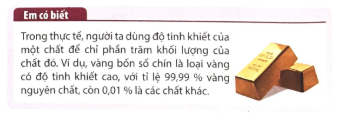 Em có biết
Trong thực tế, người ta dùng độ tinh khiết của
một chất để chỉ phần trăm khối lượng của
chất đó. Ví dụ, vàng bốn số chín là loại vàng
có độ tinh khiết cao, với tỉ lệ 99,99 % vàng
nguyên chất, còn 0,01 % là các chất khác.